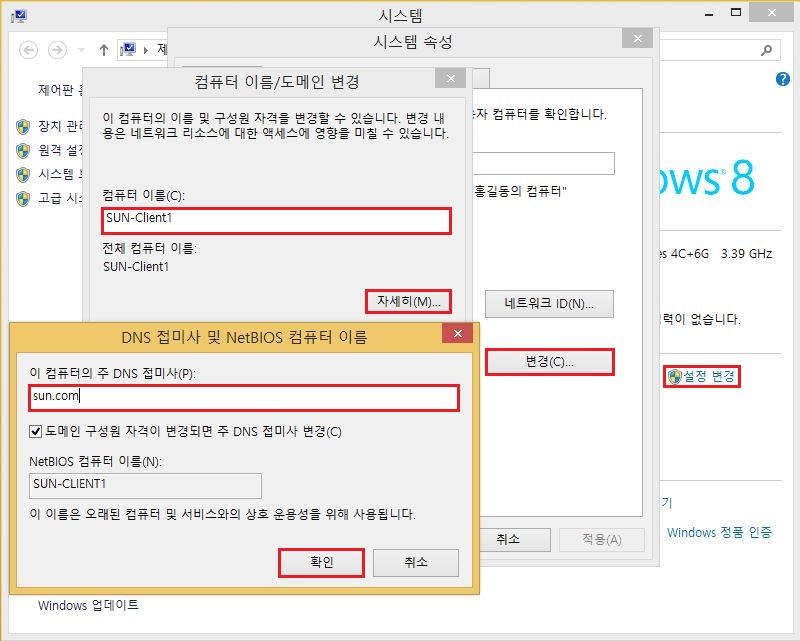 시스템
시스템 속성
컴퓨터 이름/도메인 변경
제어판
장치 관리
원격 설정
시스템
고급 시스
이 컴퓨터의 이름 및 구성원 자격을 변경할 수 있습니다. 변경 내
용은 네트워크 리소스에 대한 액세스에 영향을 미칠 수 있습니다.
컴퓨터 이름(C):
SUN-Client1
전체 컴퓨터 이름:
SUN-Client1
자세히(M)...
컴퓨터를 확인합니다.
홍길동의 컴퓨터"
네트워크 ID(N)...
변경(C)...
취소
적용(A)
ows 8
4C+6G 3.39 GHz
없습니다.
설정 변경
기
Windows 정품 인증
DNS 접미사 및 NetBIOS 컴퓨터 이름
이 컴퓨터의 주 DNS 접미사(P):
sun.com
도메인 구성원 자격이 변경되면 주 DNS 접미사 변경(C)
NetBIOS 컴퓨터 이름(N):
SUN-CLIENT1
이 이름은 오래된 컴퓨터 및 서비스와의 상호 운용성을 위해 사용됩니다.
확인
취소
Windows 업데이트